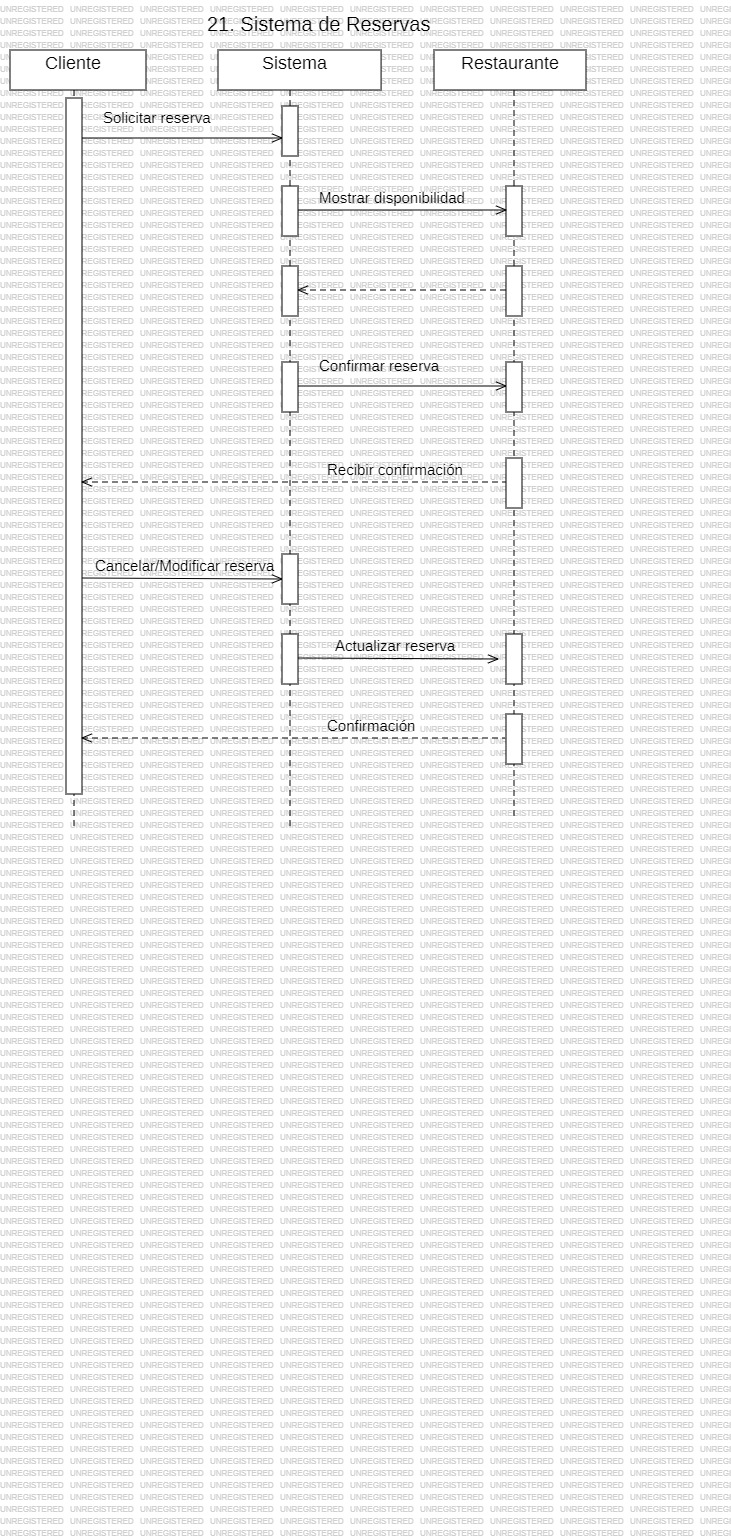 21. Sistema de Reservas
Cliente
Sistema
Restaurante
Solicitar reserva
Mostrar disponibilidad
Confirmar reserva
Recibir confirmación
Cancelar/Modificar reserva
Actualizar reserva
Confirmación
UNREGISTERED